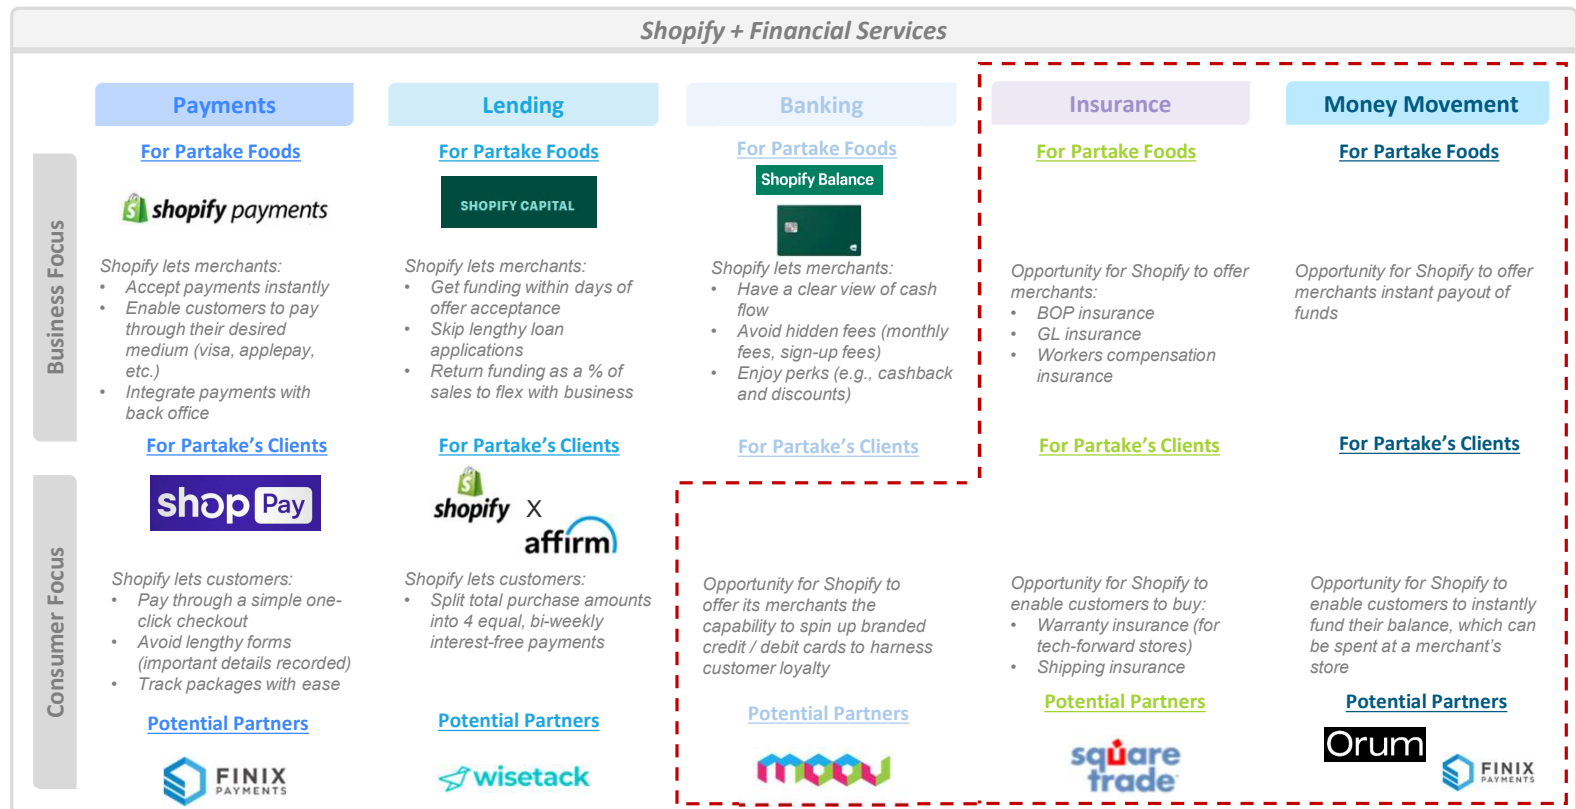 Shopify + Financial Services
Payments
Lending
Banking
Insurance
Money Movement
Business Focus
For Partake Foods
shopify payments
Shopify lets merchants:
• Accept payments instantly
• Enable customers to pay
through their desired
medium (visa, applepay,
etc.)
• Integrate payments with
back office
For Partake Foods
SHOPIFY CAPITAL
Shopify lets merchants:
• Get funding within days of
offer acceptance
• Skip lengthy loan
applications
• Return funding as a % of
sales to flex with business
For Partake Foods
Shopify Balance
Shopify lets merchants:
• Have a clear view of cash
flow
• Avoid hidden fees (monthly
fees, sign-up fees)
• Enjoy perks (e.g., cashback
and discounts)
For Partake Foods
Opportunity for Shopify to offer
merchants:
• BOP insurance
• GL insurance
• Workers compensation
insurance
For Partake Foods
Opportunity for Shopify to offer
merchants instant payout of
funds
Consumer Focus
For Partake’s Clients
shop Pay
Shopify lets customers:
• Pay through a simple one-
click checkout
• Avoid lengthy forms
(important details recorded)
• Track packages with ease
Potential Partners
FINIX
PAYMENTS
For Partake’s Clients
shopify X
affirm
Shopify lets customers:
• Split total purchase amounts
into 4 equal, bi-weekly
interest-free payments
Potential Partners
wisetack
For Partake’s Clients
Opportunity for Shopify to
offer its merchants the
capability to spin up branded
credit / debit cards to harness
customer loyalty
Potential Partners
moov
For Partake’s Clients
Opportunity for Shopify to
enable customers to buy:
• Warranty insurance (for
tech-forward stores)
• Shipping insurance
Potential Partners
square
trade
For Partake’s Clients
Opportunity for Shopify to
enable customers to instantly
fund their balance, which can
be spent at a merchant’s
store
Potential Partners
Orum
FINIX
PAYMENTS